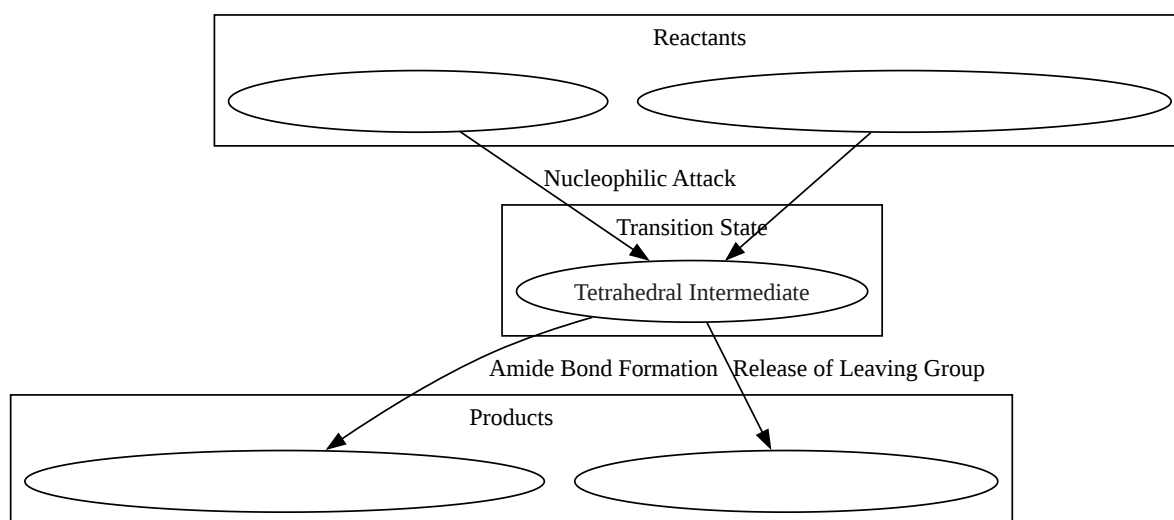 Reactants
Nucleophilic Attack
Transition State
Tetrahedral Intermediate
Amide Bond Formation
Release of Leaving Group
Products